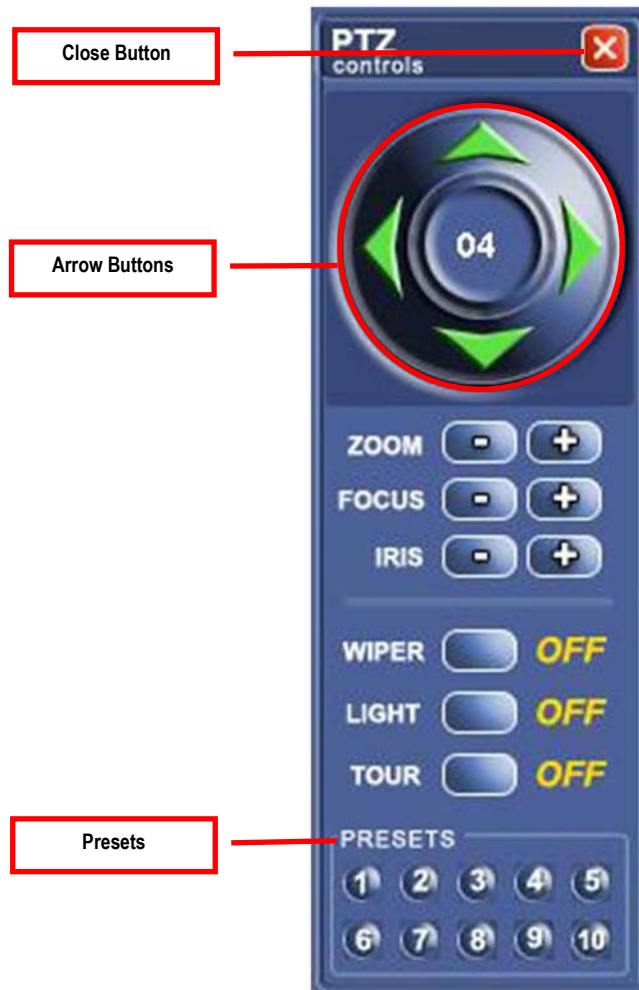 Close Button
PTZ
controls
Arrow Buttons
04
ZOOM - +
FOCUS - +
IRIS - +
WIPER OFF
LIGHT OFF
TOUR OFF
Presets
PRESETS
1 2 3 4 5
6 7 8 9 10